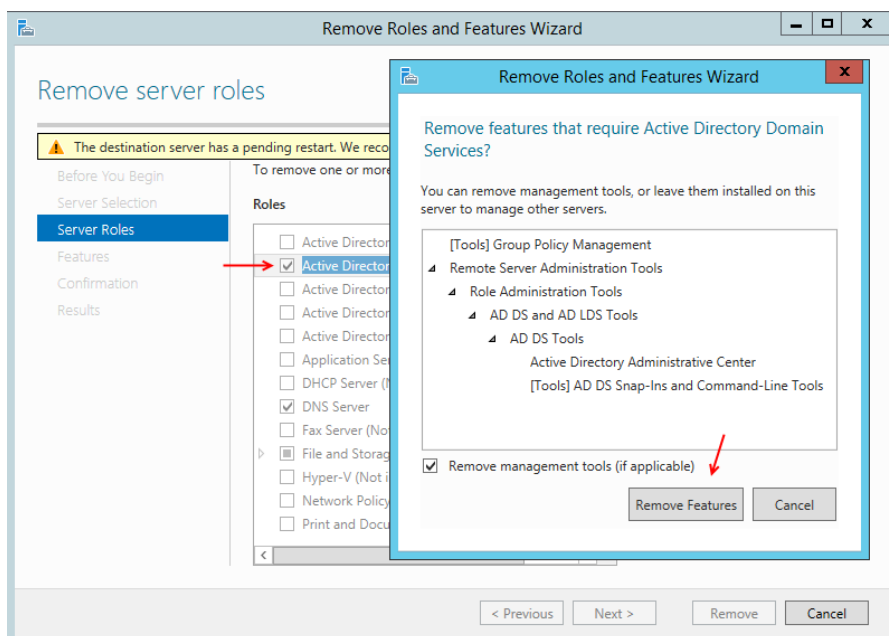 Remove Roles and Features Wizard
Remove server roles
The destination server has a pending restart. We reco
Before You Begin
Server Selection
Server Roles
Features
Confirmation
Results
To remove one or more
Roles
Active Director
Active Director
Active Director
Active Director
Active Director
Application Se
DHCP Server (
DNS Server
Fax Server (No
File and Storag
Hyper-V (Not i
Network Policy
Print and Docu
< Previous
Next >
Remove
Cancel
Remove Roles and Features Wizard
Remove features that require Active Directory Domain
Services?
You can remove management tools, or leave them installed on this
server to manage other servers.
[Tools] Group Policy Management
Remote Server Administration Tools
Role Administration Tools
AD DS and AD LDS Tools
AD DS Tools
Active Directory Administrative Center
[Tools] AD DS Snap-Ins and Command-Line Tools
Remove management tools (if applicable)
Remove Features
Cancel